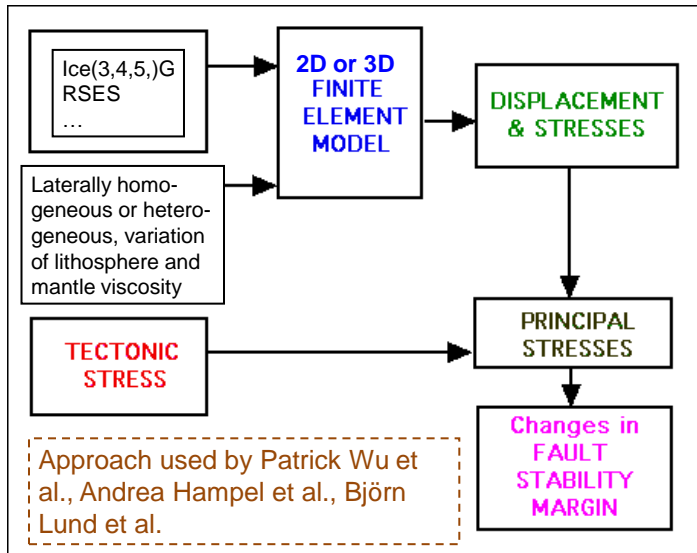 Ice(3,4,5,)G
RSES
…
2D or 3D
FINITE
ELEMENT
MODEL
DISPLACEMENT
& STRESSES
Laterally homo-
geneous or hetero-
geneous, variation
of lithosphere and
mantle viscosity
TECTONIC
STRESS
PRINCIPAL
STRESSES
Changes in
FAULT
STABILITY
MARGIN
Approach used by Patrick Wu et
al., Andrea Hampel et al., Björn
Lund et al.